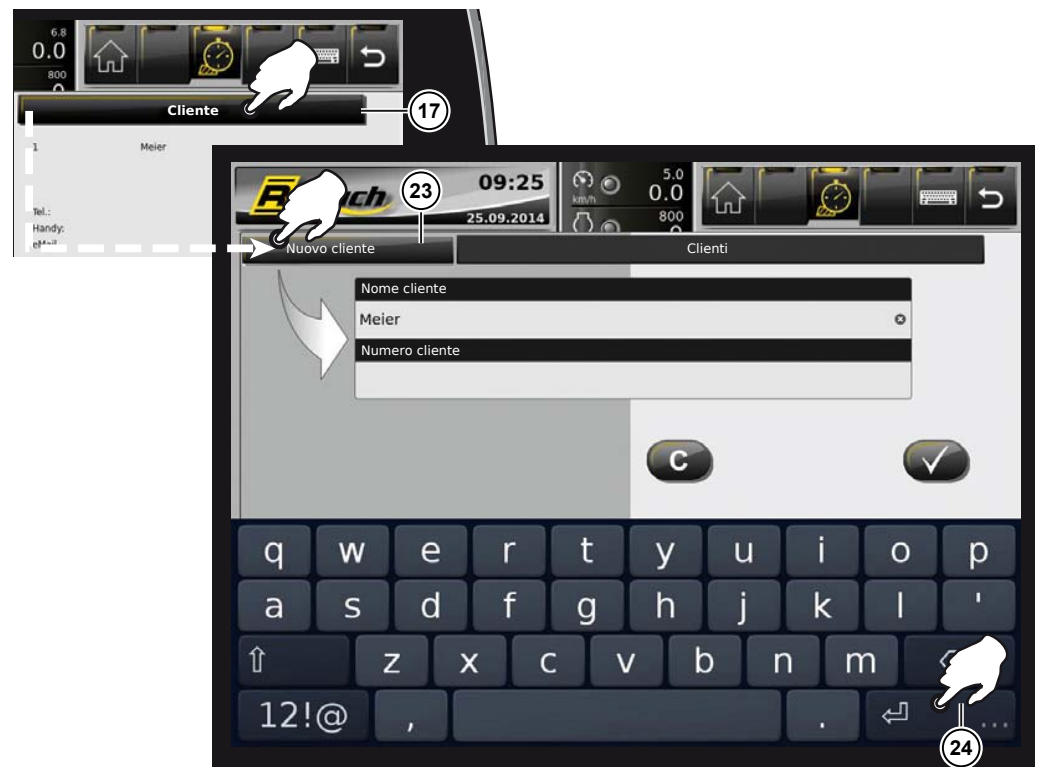 6.8
0.0
800
Cliente
17
1 Meier
Tel.:
Handy:
eMail
09:25
25.09.2014
23
km/h
5.0
0.0
800
Nuovo cliente
Clienti
Nome cliente
Meier
Numero cliente
C
q w e r t y u i o p
a s d f g h j k l '
z x c v b n m
12!@ , . ...
24